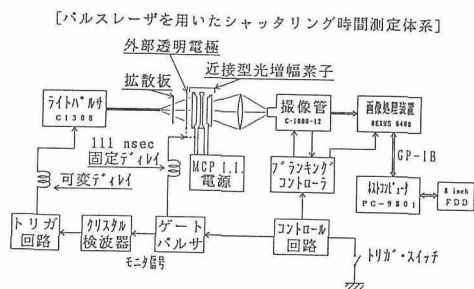 [パルスレーザを用いたシャッタリング時間測定体系]
外部透明電極
近接型光増幅素子
拡散板
ライトパルサ
C1308
撮像管
C-1000-12
画像処理装置
NEXUS 6400
111 nsec
固定ディレイ
可変ディレイ
MCP I.I.
電源
ブランキング
コントローラ
GP-IB
ホストコンピュータ
PC-9801
8 inch
FDD
トリガ
回路
クリスタル
検波器
ゲート
パルサ
モニタ信号
コントロール
回路
トリガ・スイッチ